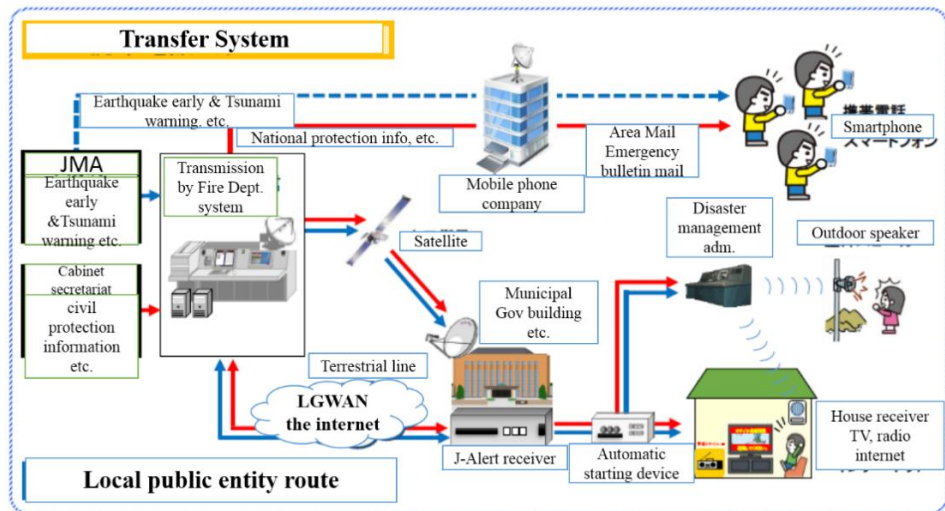 Transfer System
Earthquake early & Tsunami
warning. etc.
National protection info, etc.
Area Mail
Emergency
bulletin mail
Mobile phone
company
携帯電話
Smartphone
スマートフォン
JMA
Earthquake
early
&Tsunami
warning etc.
Transmission
by Fire Dept.
system
Satellite
Disaster
management
adm.
Outdoor speaker
Cabinet
secretariat
civil
protection
information
etc.
Municipal
Gov building
etc.
Terrestrial line
LGWAN
the internet
J-Alert receiver
Automatic
starting device
House receiver
TV, radio
internet
Local public entity route